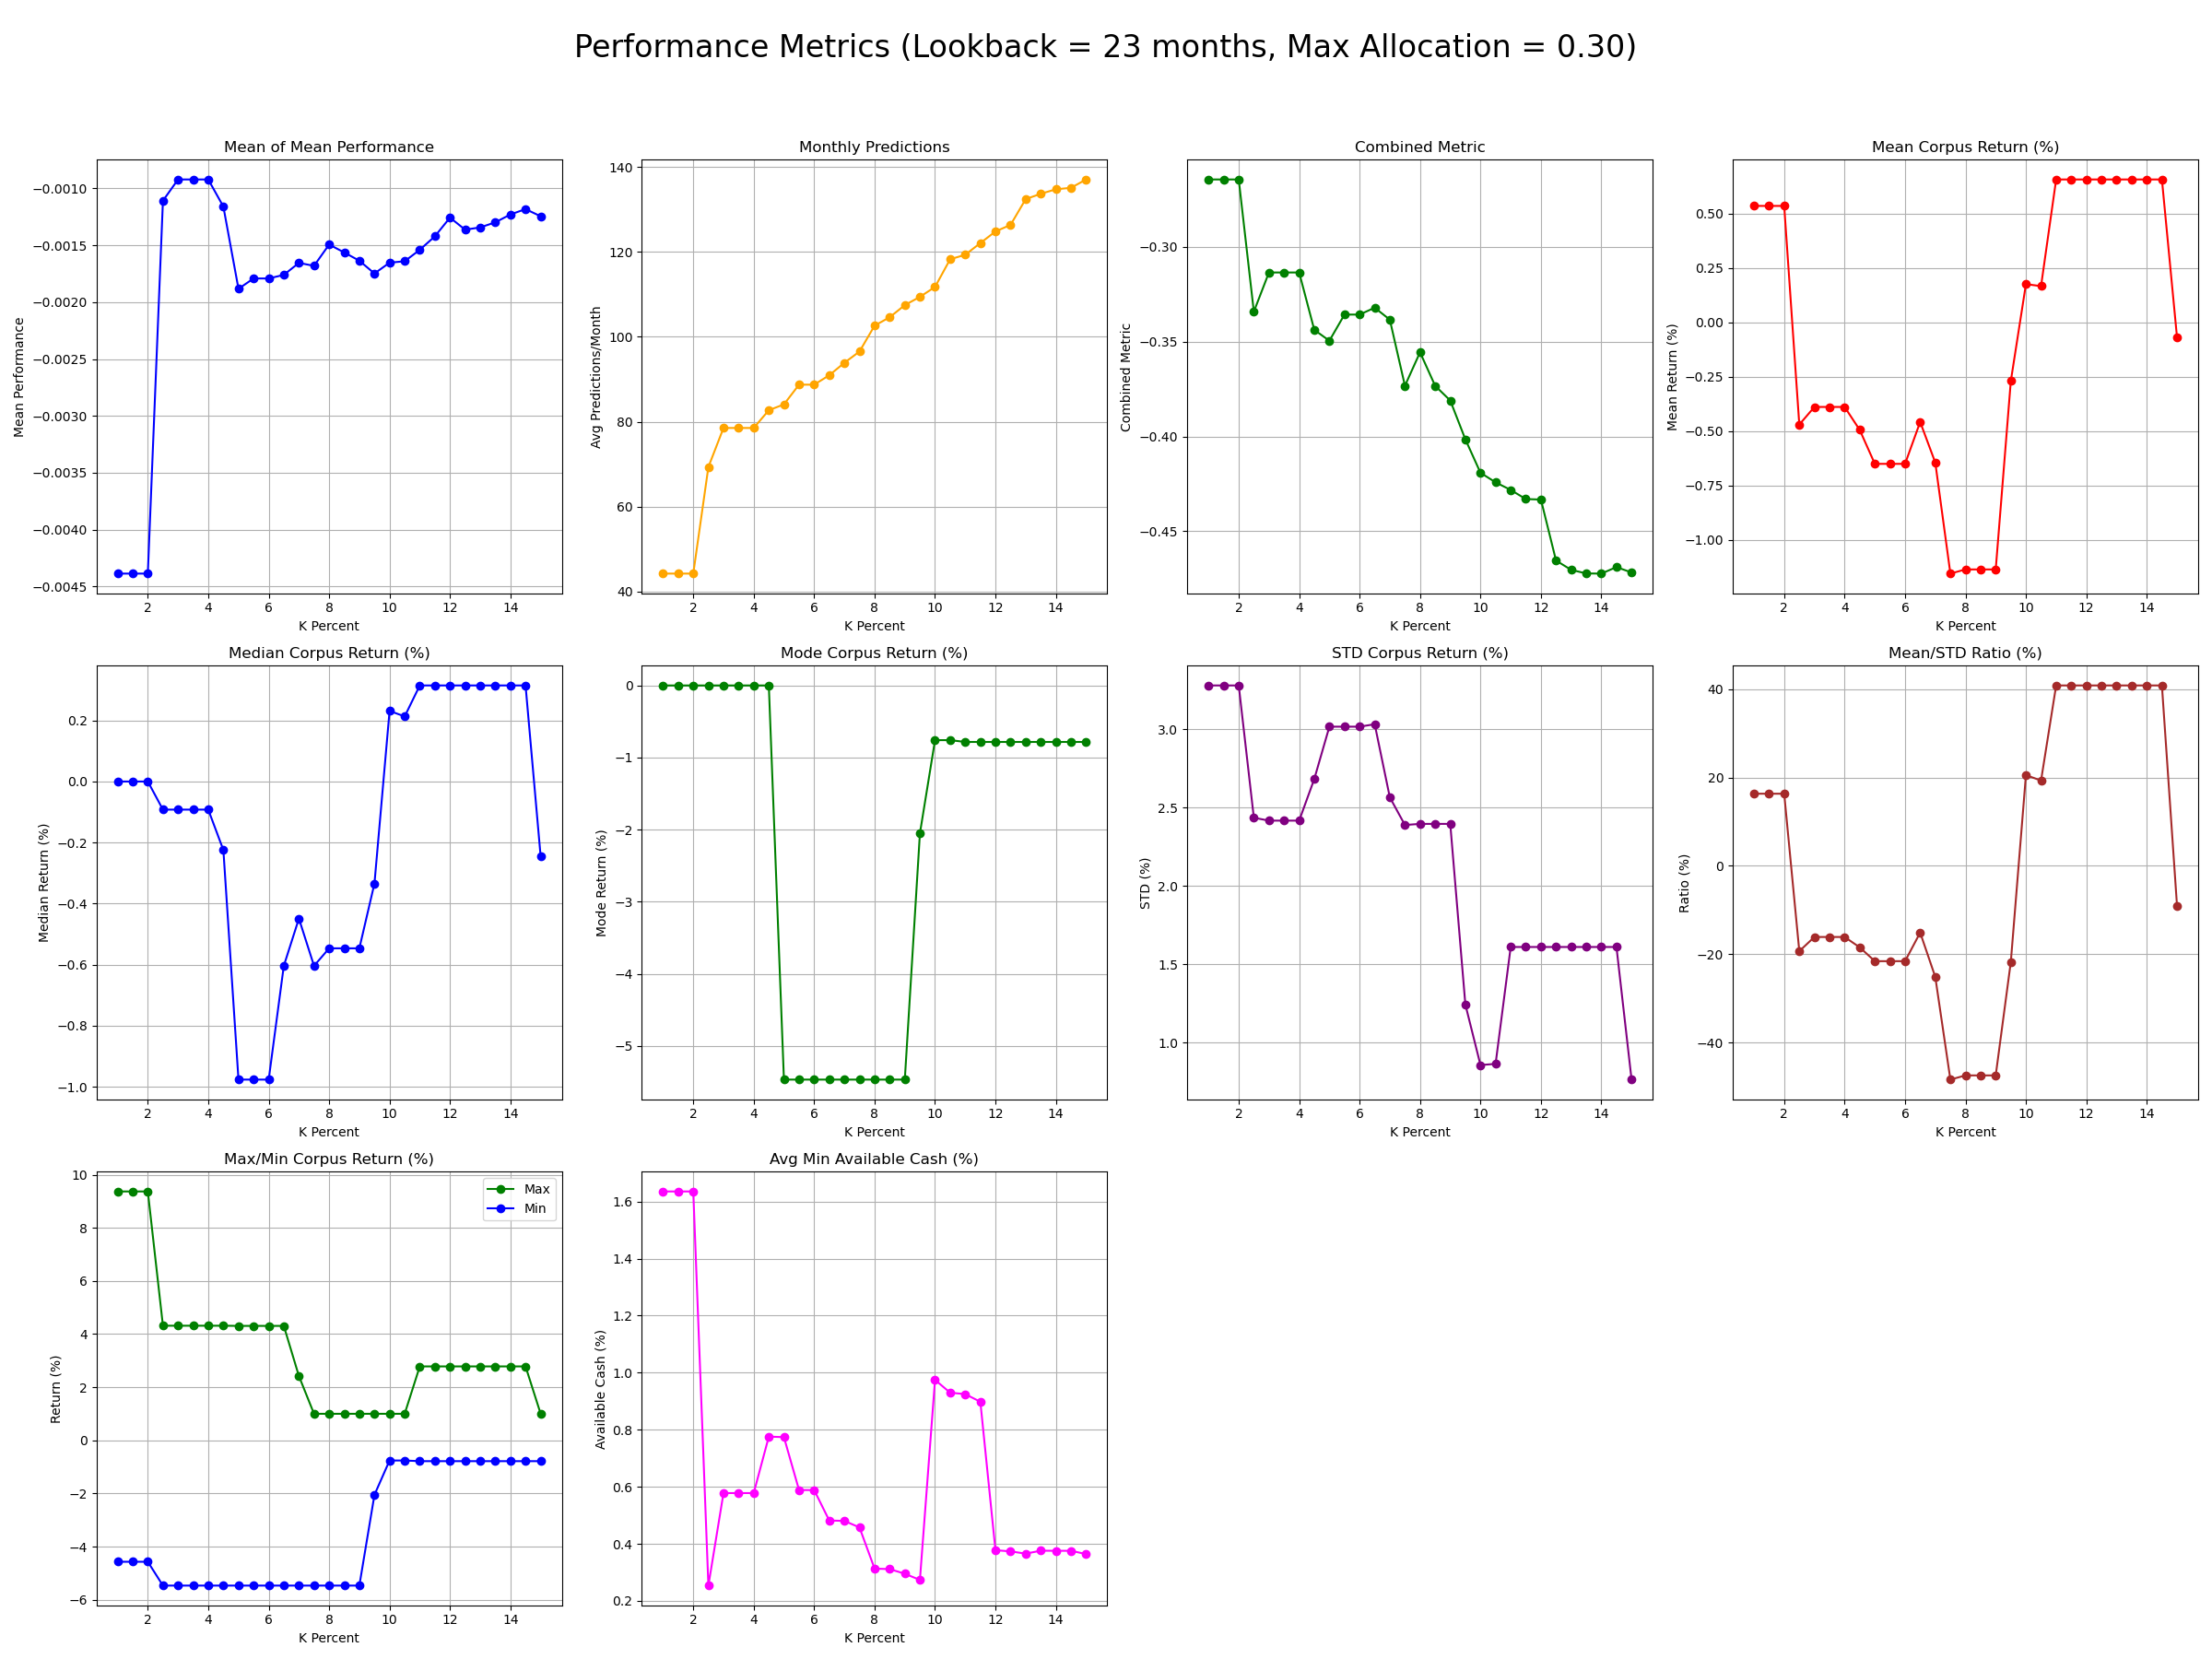 Performance Metrics (Lookback = 23 months, Max Allocation = 0.30)
Mean of Mean Performance
Mean Performance
−0.0010
−0.0015
−0.0020
−0.0025
−0.0030
−0.0035
−0.0040
−0.0045
2 4 6 8 10 12 14
K Percent
Monthly Predictions
Avg Predictions/Month
140
120
100
80
60
40
2 4 6 8 10 12 14
K Percent
Combined Metric
Combined Metric
−0.30
−0.35
−0.40
−0.45
2 4 6 8 10 12 14
K Percent
Mean Corpus Return (%)
Mean Return (%)
0.50
0.25
0.00
−0.25
−0.50
−0.75
−1.00
2 4 6 8 10 12 14
K Percent
Median Corpus Return (%)
Median Return (%)
0.2
0.0
−0.2
−0.4
−0.6
−0.8
−1.0
2 4 6 8 10 12 14
K Percent
Mode Corpus Return (%)
Mode Return (%)
0
−1
−2
−3
−4
−5
2 4 6 8 10 12 14
K Percent
STD Corpus Return (%)
STD (%)
3.0
2.5
2.0
1.5
1.0
2 4 6 8 10 12 14
K Percent
Mean/STD Ratio (%)
Ratio (%)
40
20
0
−20
−40
2 4 6 8 10 12 14
K Percent
Max/Min Corpus Return (%)
Return (%)
10
8
6
4
2
0
−2
−4
−6
Max
Min
2 4 6 8 10 12 14
K Percent
Avg Min Available Cash (%)
Available Cash (%)
1.6
1.4
1.2
1.0
0.8
0.6
0.4
0.2
2 4 6 8 10 12 14
K Percent